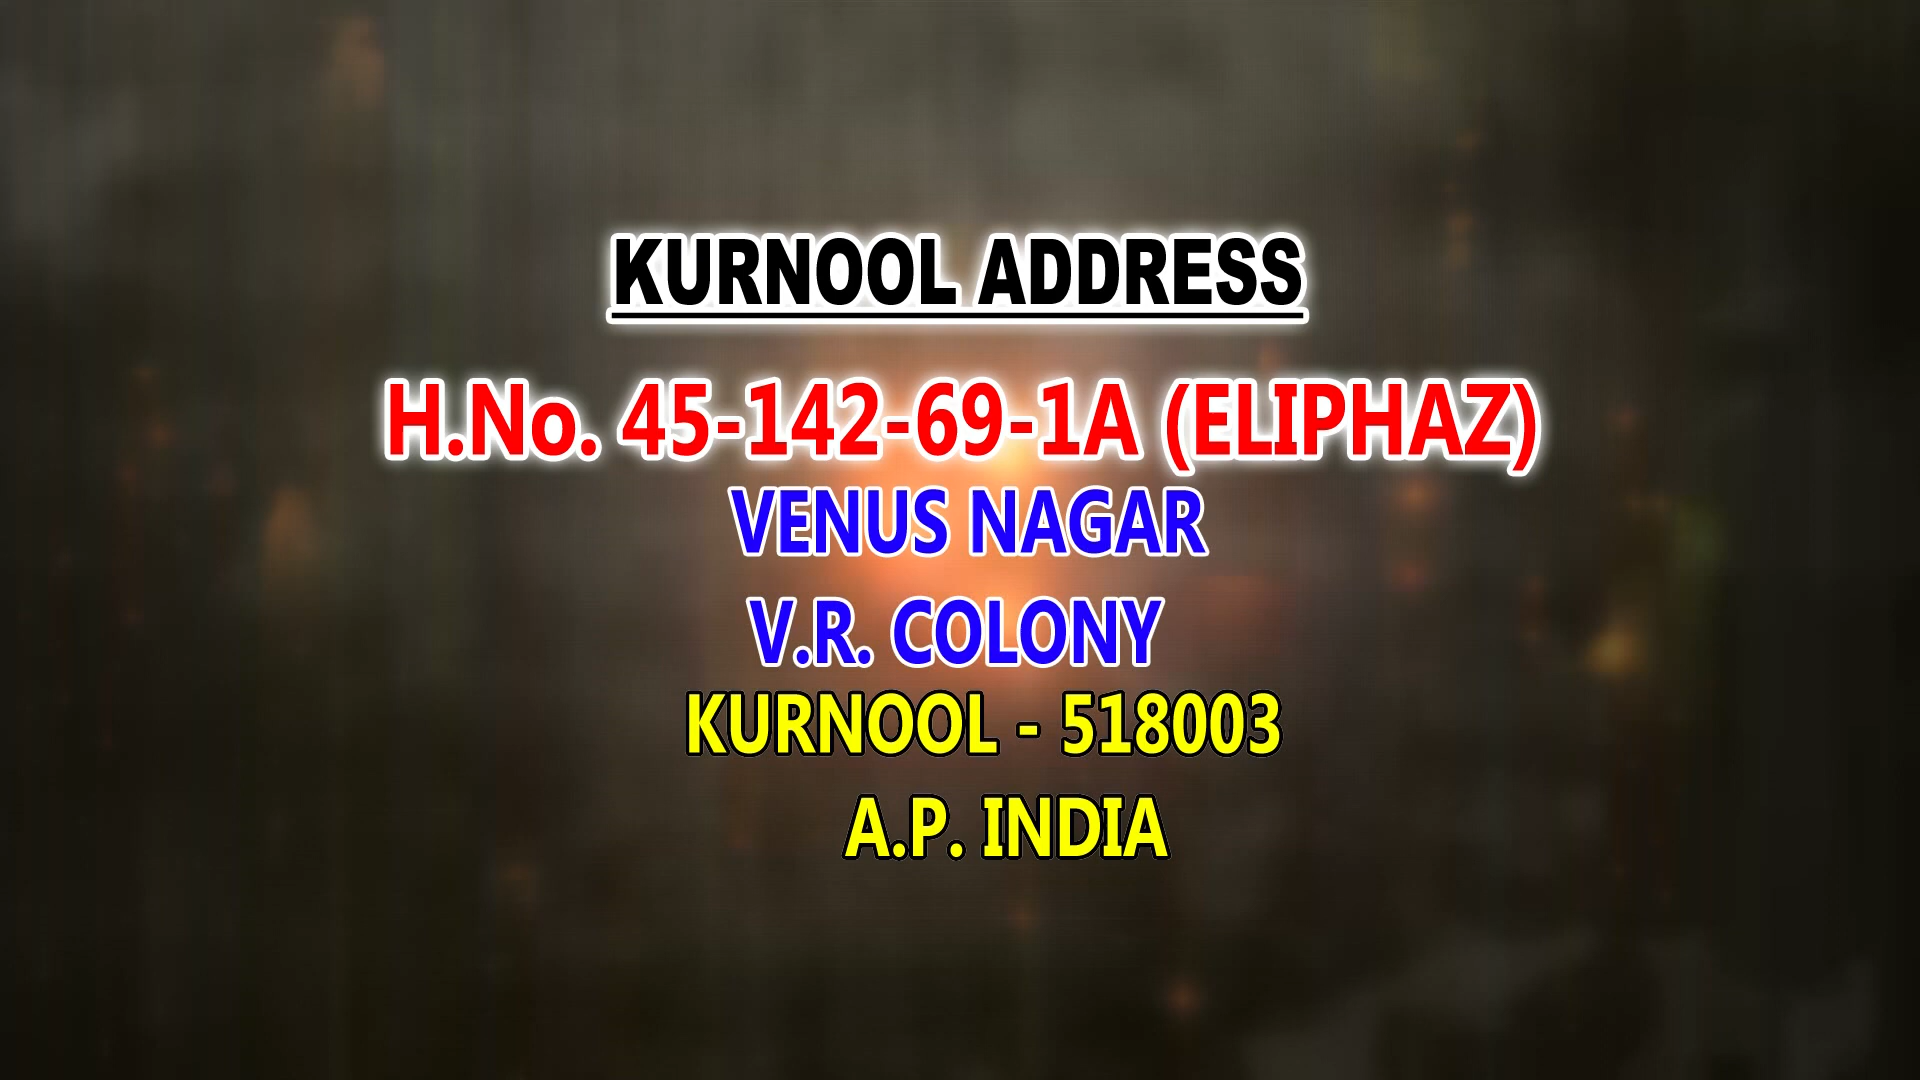 KURNOOL ADDRESS
H.No. 45-142-69-1A (ELIPHAZ)
VENUS NAGAR
V.R. COLONY
KURNOOL - 518003
A.P. INDIA